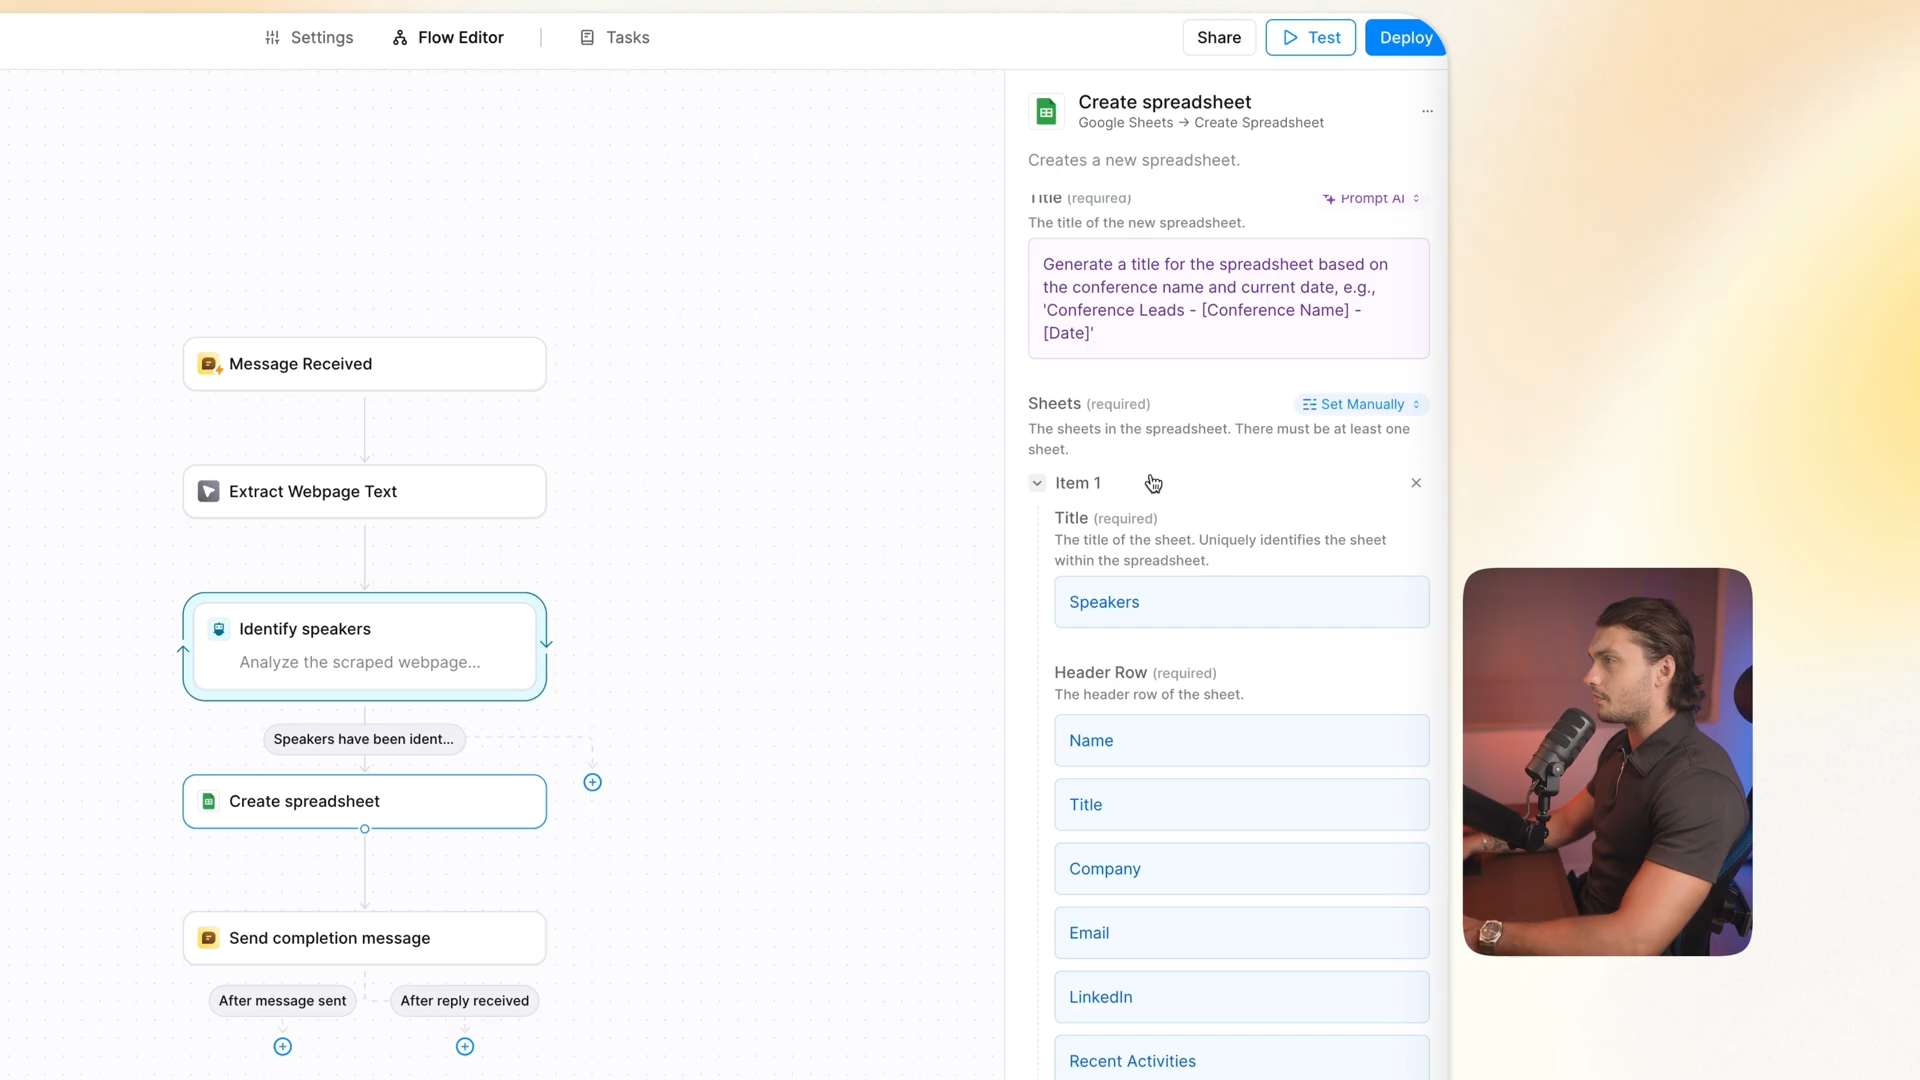 Settings
Flow Editor
Tasks
Share
Test
Deploy
Create spreadsheet
Google Sheets → Create Spreadsheet
Creates a new spreadsheet.
Title (required)
Prompt AI
The title of the new spreadsheet.
Generate a title for the spreadsheet based on
the conference name and current date, e.g.,
'Conference Leads - [Conference Name] -
[Date]'
Sheets (required)
Set Manually
The sheets in the spreadsheet. There must be at least one
sheet.
Item 1
Title (required)
The title of the sheet. Uniquely identifies the sheet
within the spreadsheet.
Speakers
Header Row (required)
The header row of the sheet.
Name
Title
Company
Email
LinkedIn
Recent Activities
Message Received
Extract Webpage Text
Identify speakers
Analyze the scraped webpage...
Speakers have been ident...
Create spreadsheet
Send completion message
After message sent
After reply received